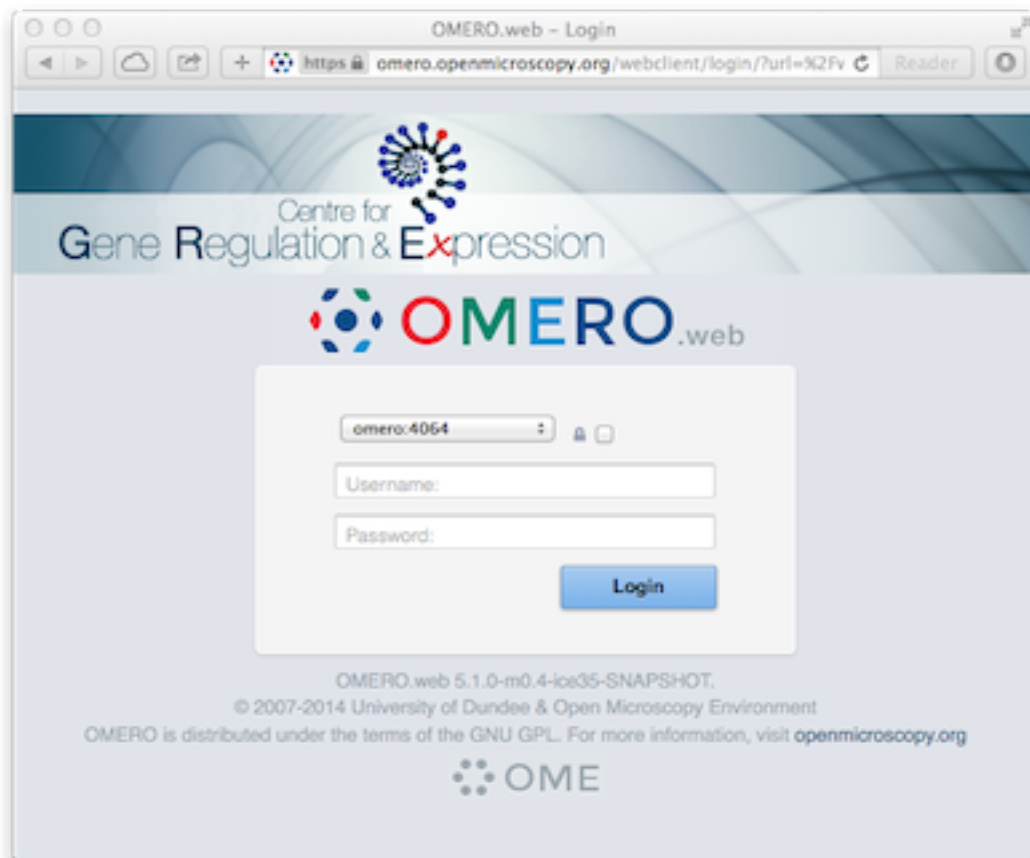 OMERO.web – Login
https omero.openmicroscopy.org/webclient/login/?url=%2Fv Reader
Centre for
Gene Regulation & Expression
OMERO.web
omero:4064
Username:
Password:
Login
OMERO.web 5.1.0-m0.4-ice35-SNAPSHOT.
© 2007-2014 University of Dundee & Open Microscopy Environment
OMERO is distributed under the terms of the GNU GPL. For more information, visit openmicroscopy.org
OME